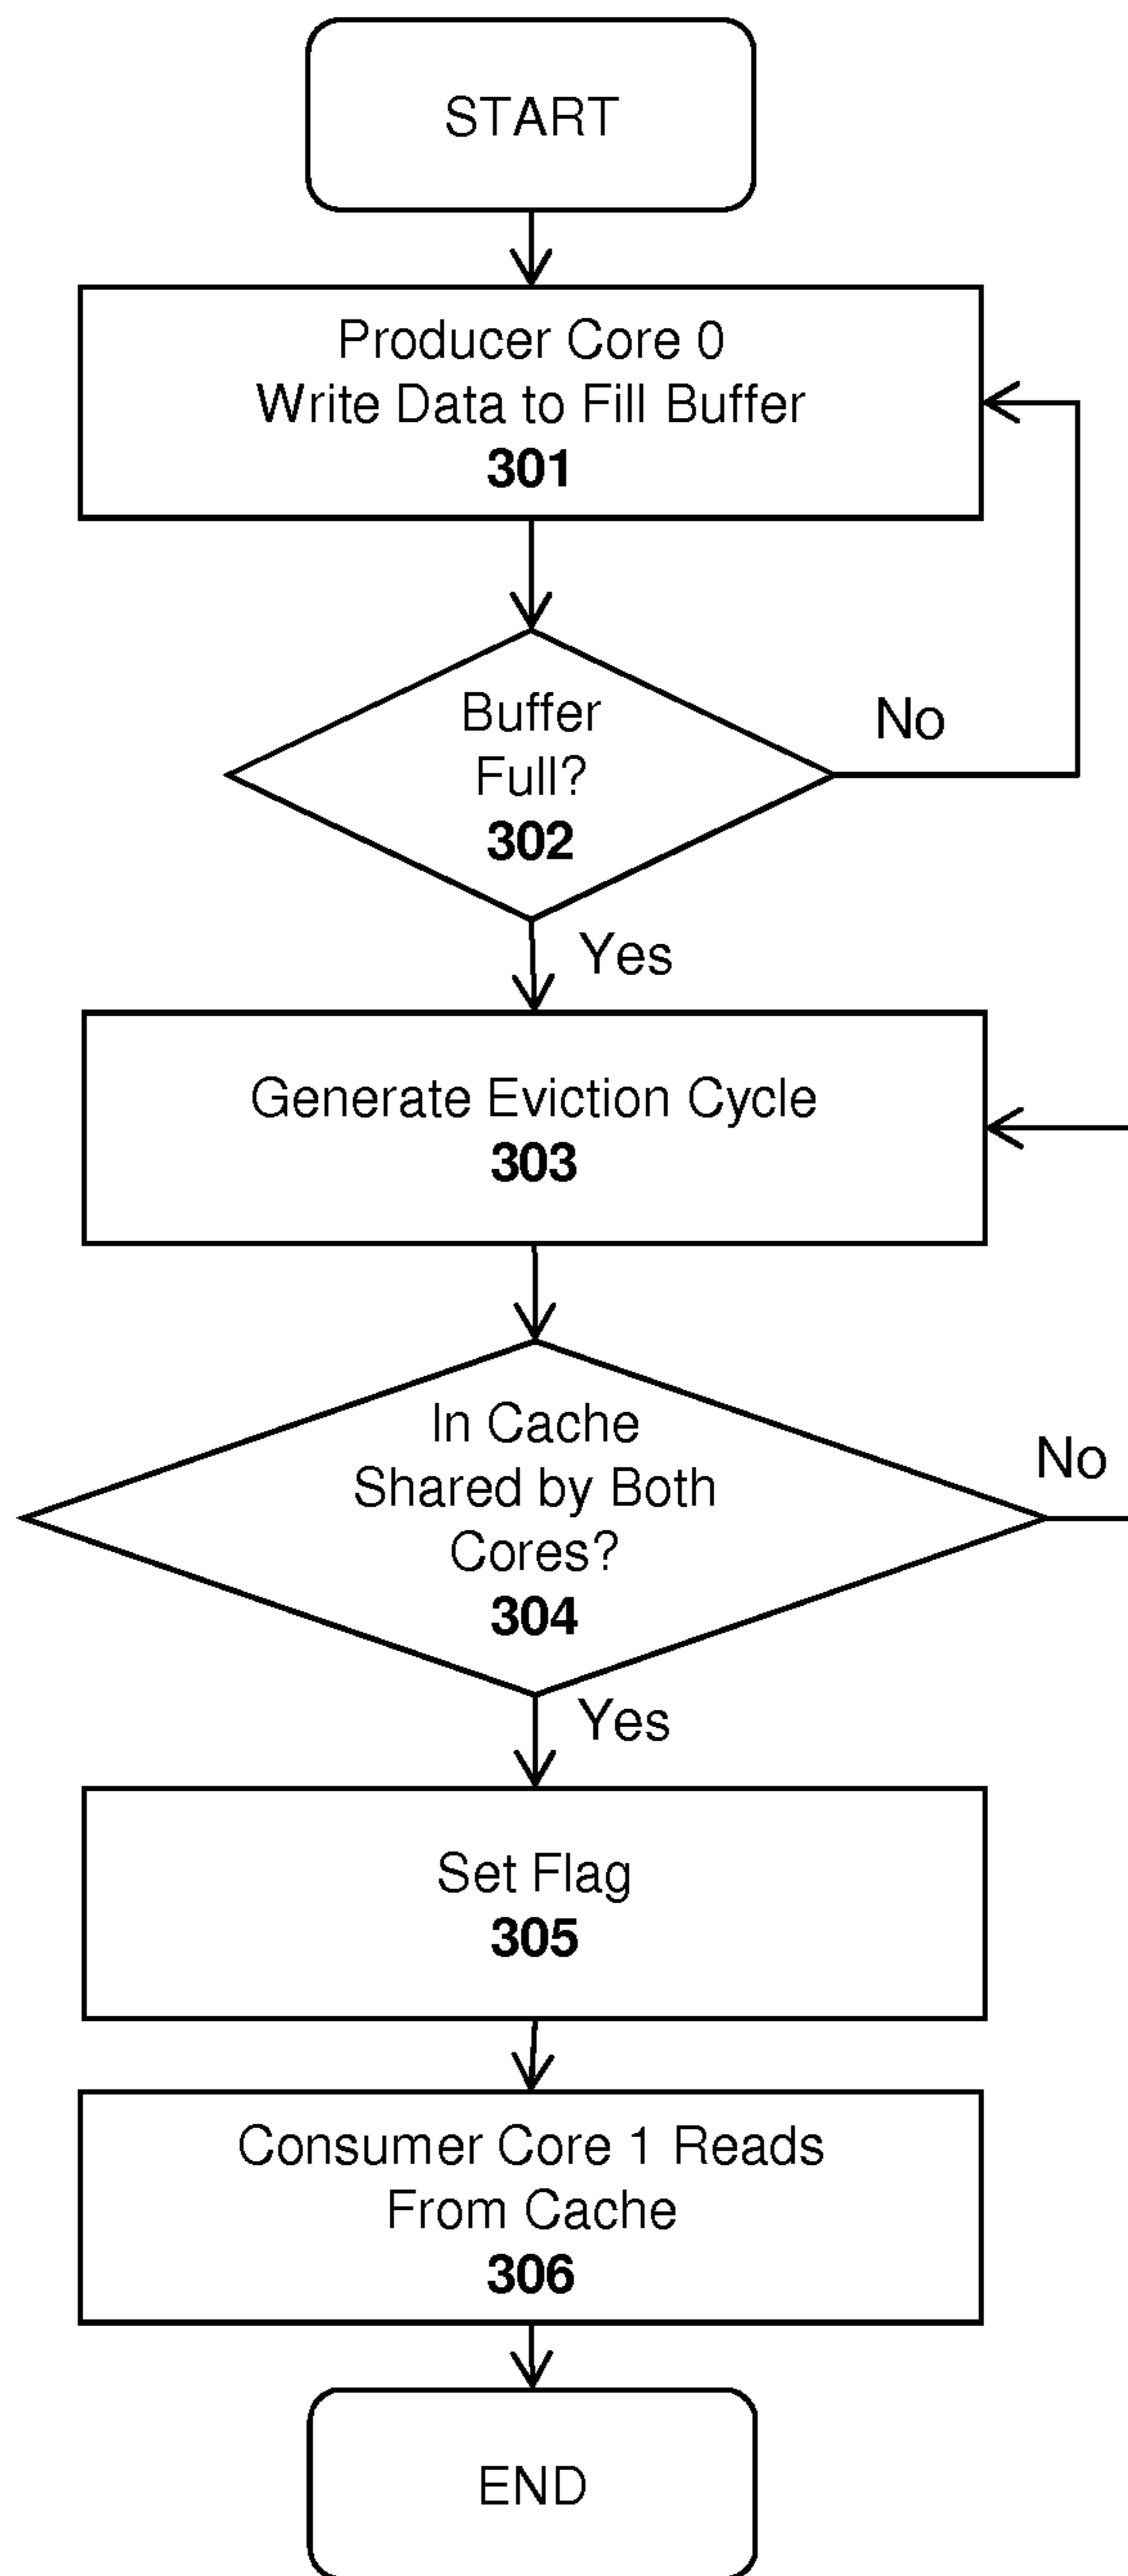 START
Producer Core 0
Write Data to Fill Buffer
301
Buffer
Full?
302
No
Yes
Generate Eviction Cycle
303
In Cache
Shared by Both
Cores?
304
No
Yes
Set Flag
305
Consumer Core 1 Reads
From Cache
306
END